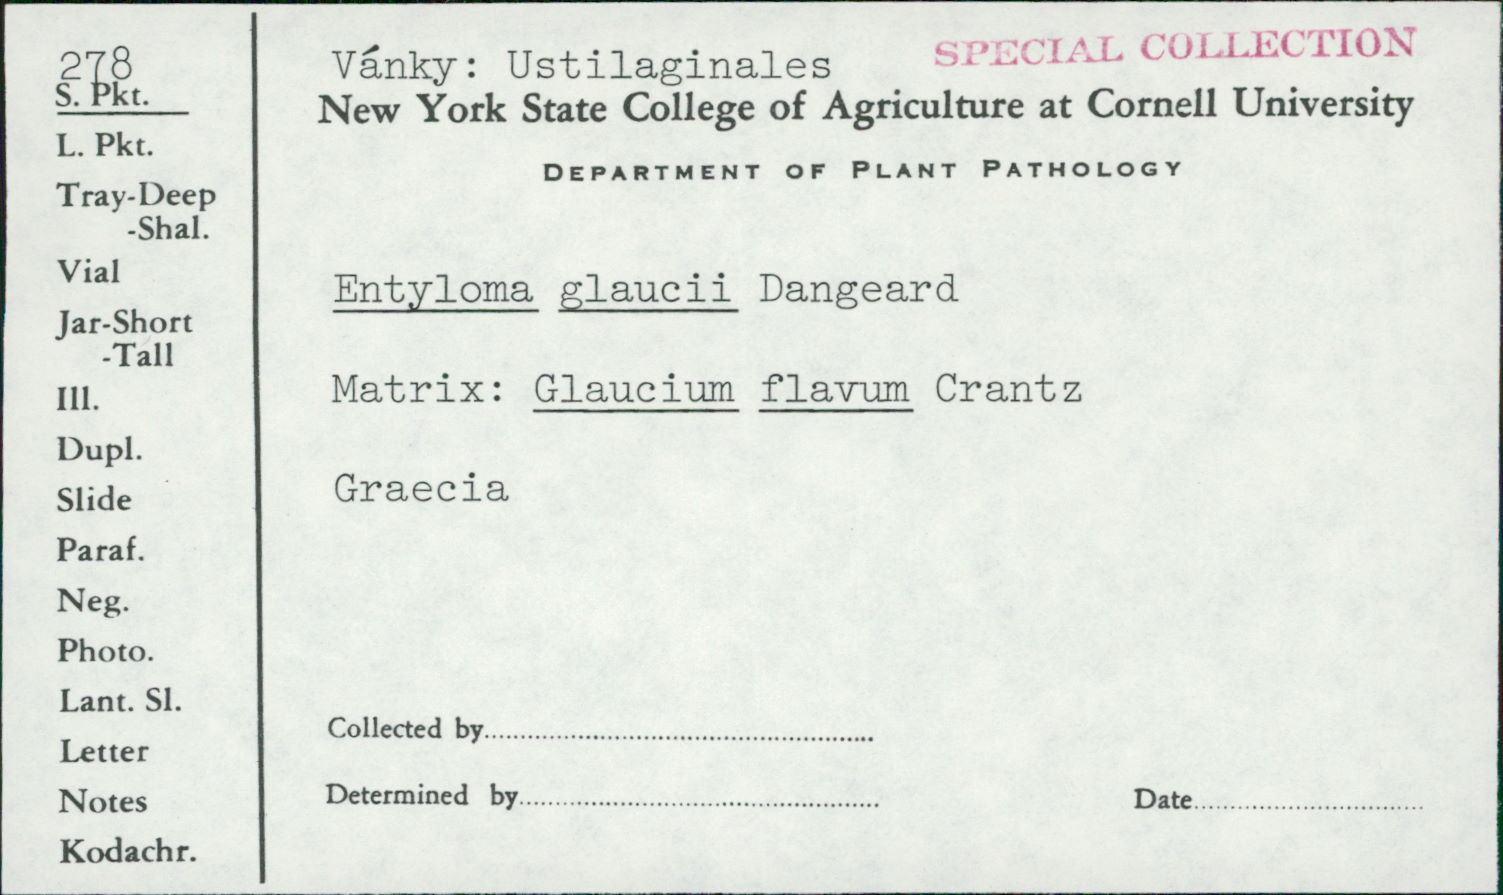 278
S. Pkt.
L. Pkt.
Tray-Deep
-Shal.
Vial
Jar-Short
-Tall
Ill.
Dupl.
Slide
Paraf.
Neg.
Photo.
Lant. Sl.
Letter
Notes
Kodachr.
Vánky: Ustilaginales
SPECIAL COLLECTION
New York State College of Agriculture at Cornell University
DEPARTMENT OF PLANT PATHOLOGY
Entyloma glaucii Dangeard
Matrix: Glaucium flavum Crantz
Graecia
Collected by
Determined by
Date